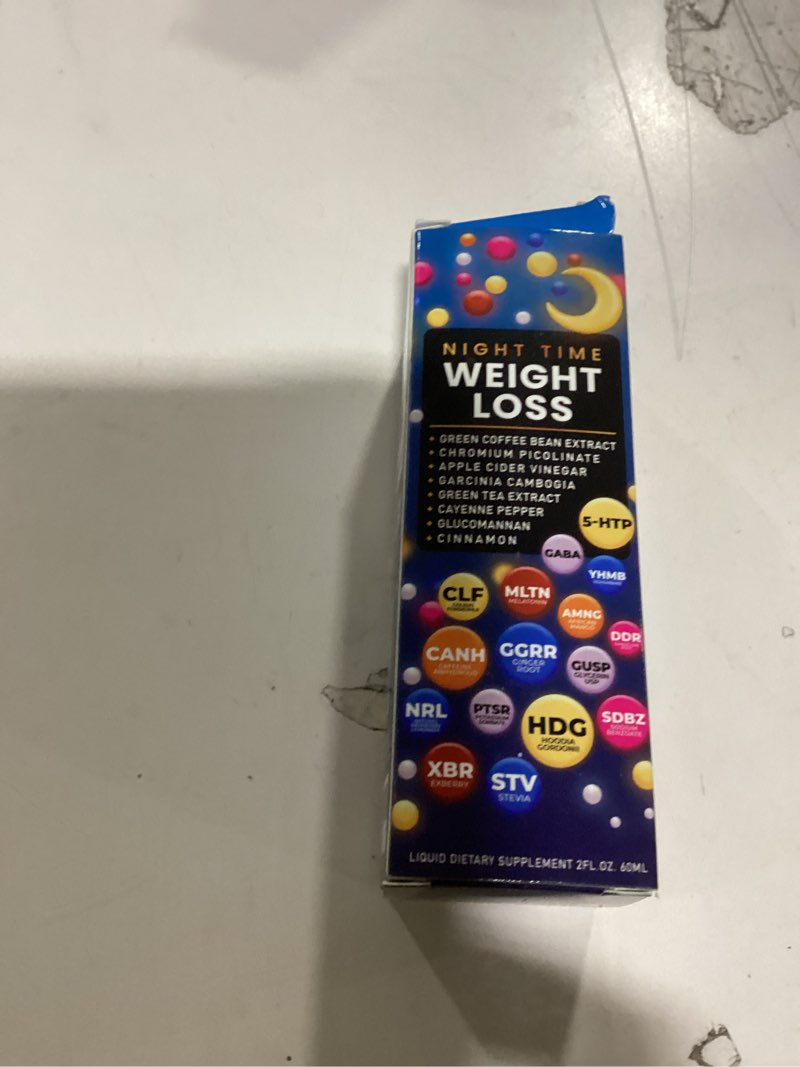 NIGHT TIME
WEIGHT
LOSS
• GREEN COFFEE BEAN EXTRACT
• CHROMIUM PICOLINATE
• APPLE CIDER VINEGAR
• GARCINIA CAMBOGIA
• GREEN TEA EXTRACT
• CAYENNE PEPPER
• GLUCOMANNAN
• CINNAMON
5-HTP
GABA
YHMB
CLF
MLTN
MELATONIN
AMNG
AFRICAN
MANGO
DDR
CANH
CAFFEINE
ANHYDROUS
GGRR
GINGER
ROOT
GUSP
GLYCERIN
USP
NRL
PTSR
POTASSIUM
SORBATE
HDG
HOODIA
GORDONII
SDBZ
SODIUM
BENZOATE
XBR
EXBERRY
STV
STEVIA
LIQUID DIETARY SUPPLEMENT 2FL.OZ. 60ML